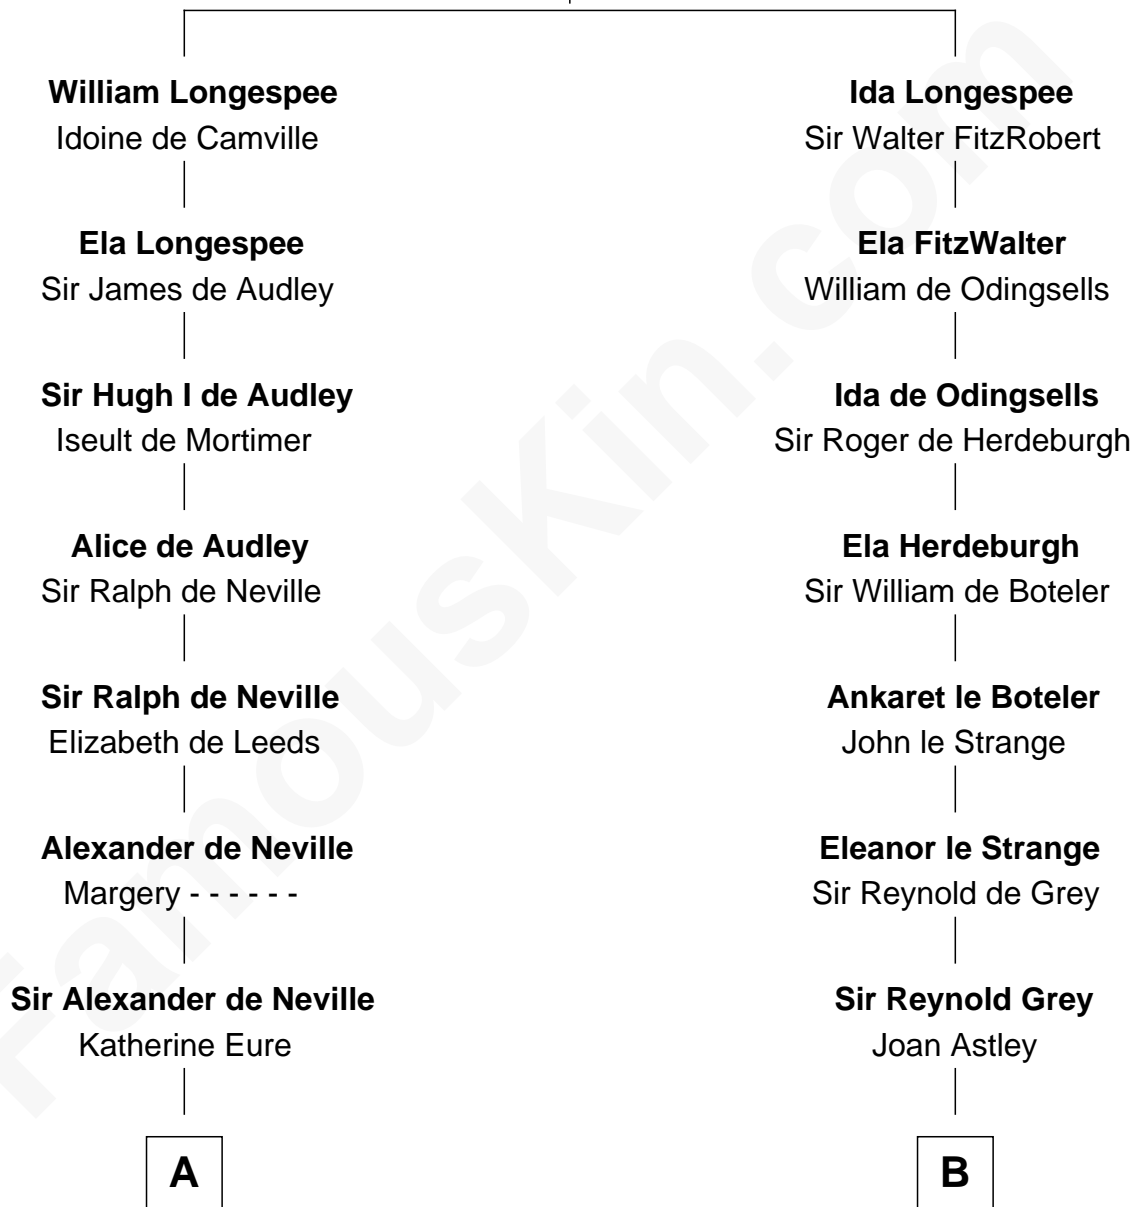 William Longespee
Idoine de Camville
Ela Longespee
Sir James de Audley
Sir Hugh I de Audley
Iseult de Mortimer
Alice de Audley
Sir Ralph de Neville
Sir Ralph de Neville
Elizabeth de Leeds
Alexander de Neville
Margery - - - - - -
Sir Alexander de Neville
Katherine Eure
A
Ida Longespee
Sir Walter FitzRobert
Ela FitzWalter
William de Odingsells
Ida de Odingsells
Sir Roger de Herdeburgh
Ela Herdeburgh
Sir William de Boteler
Ankaret le Boteler
John le Strange
Eleanor le Strange
Sir Reynold de Grey
Sir Reynold Grey
Joan Astley
B
FamousKin.com